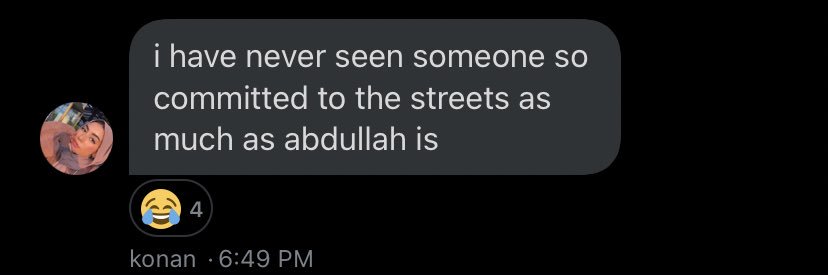 i have never seen someone so
committed to the streets as
much as abdullah is
😂 4
konan · 6:49 PM